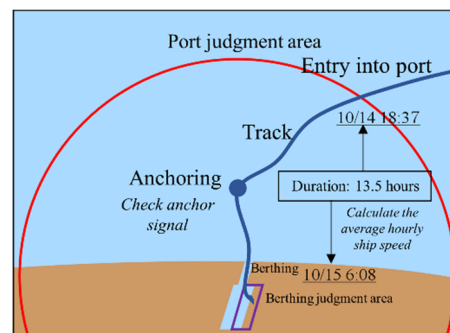 Port judgment area
Entry into port
10/14 18:37
Track
Anchoring
Check anchor
signal
Duration: 13.5 hours
Calculate the
average hourly
ship speed
Berthing
10/15 6:08
Berthing judgment area